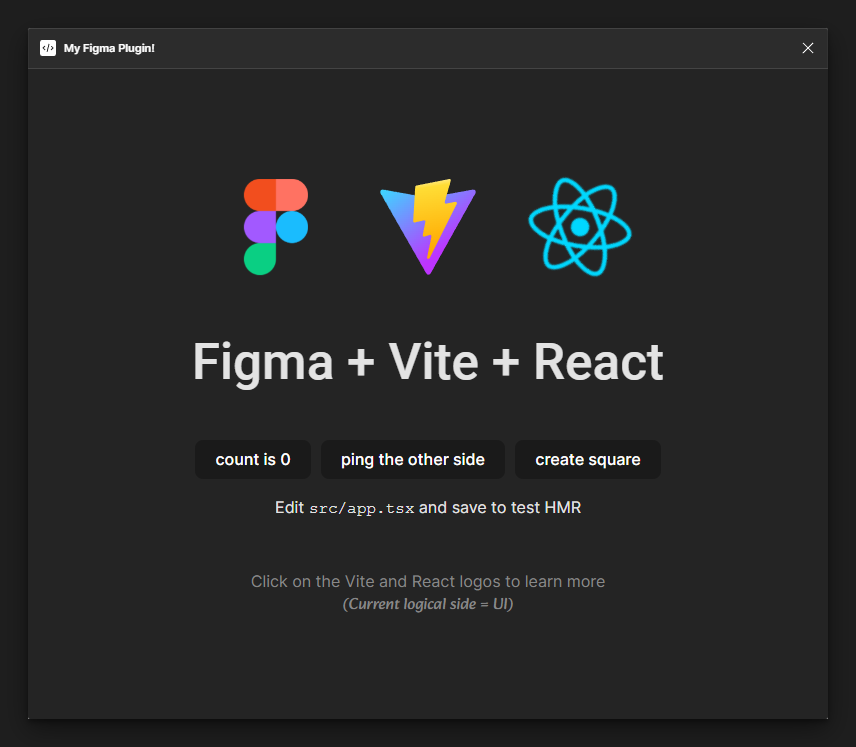 My Figma Plugin!
Figma + Vite + React
count is 0
ping the other side
create square
Edit src/app.tsx and save to test HMR
Click on the Vite and React logos to learn more
(Current logical side = UI)